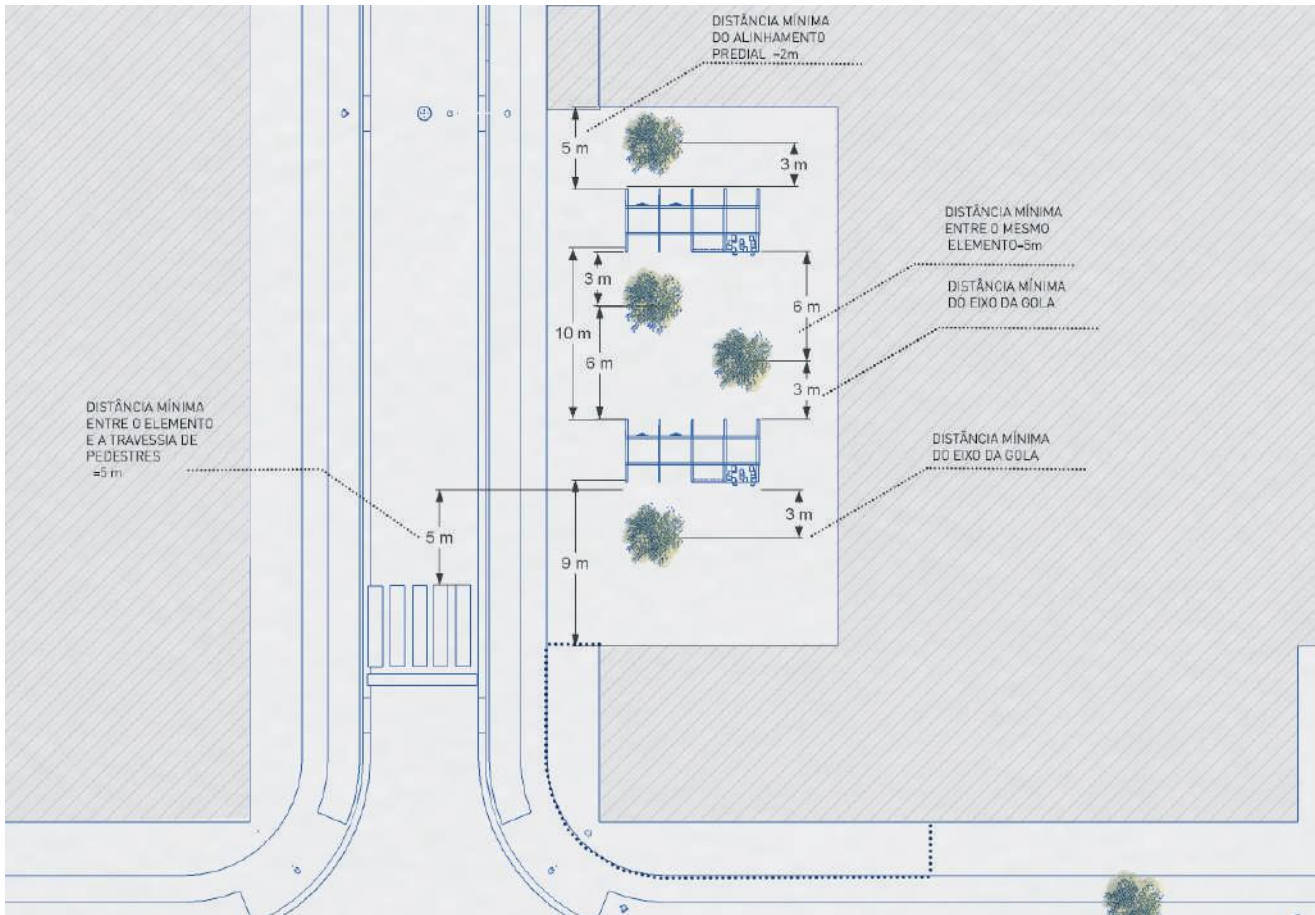 DISTÂNCIA MÍNIMA
DO ALINHAMENTO
PREDIAL =2m
5 m
3 m
DISTÂNCIA MÍNIMA
ENTRE O MESMO
ELEMENTO=6m
DISTÂNCIA MÍNIMA
DO EIXO DA GOLA
3 m
6 m
10 m
6 m
3 m
DISTÂNCIA MÍNIMA
ENTRE O ELEMENTO
E A TRAVESSIA DE
PEDESTRES
=5 m
DISTÂNCIA MÍNIMA
DO EIXO DA GOLA
3 m
5 m
9 m